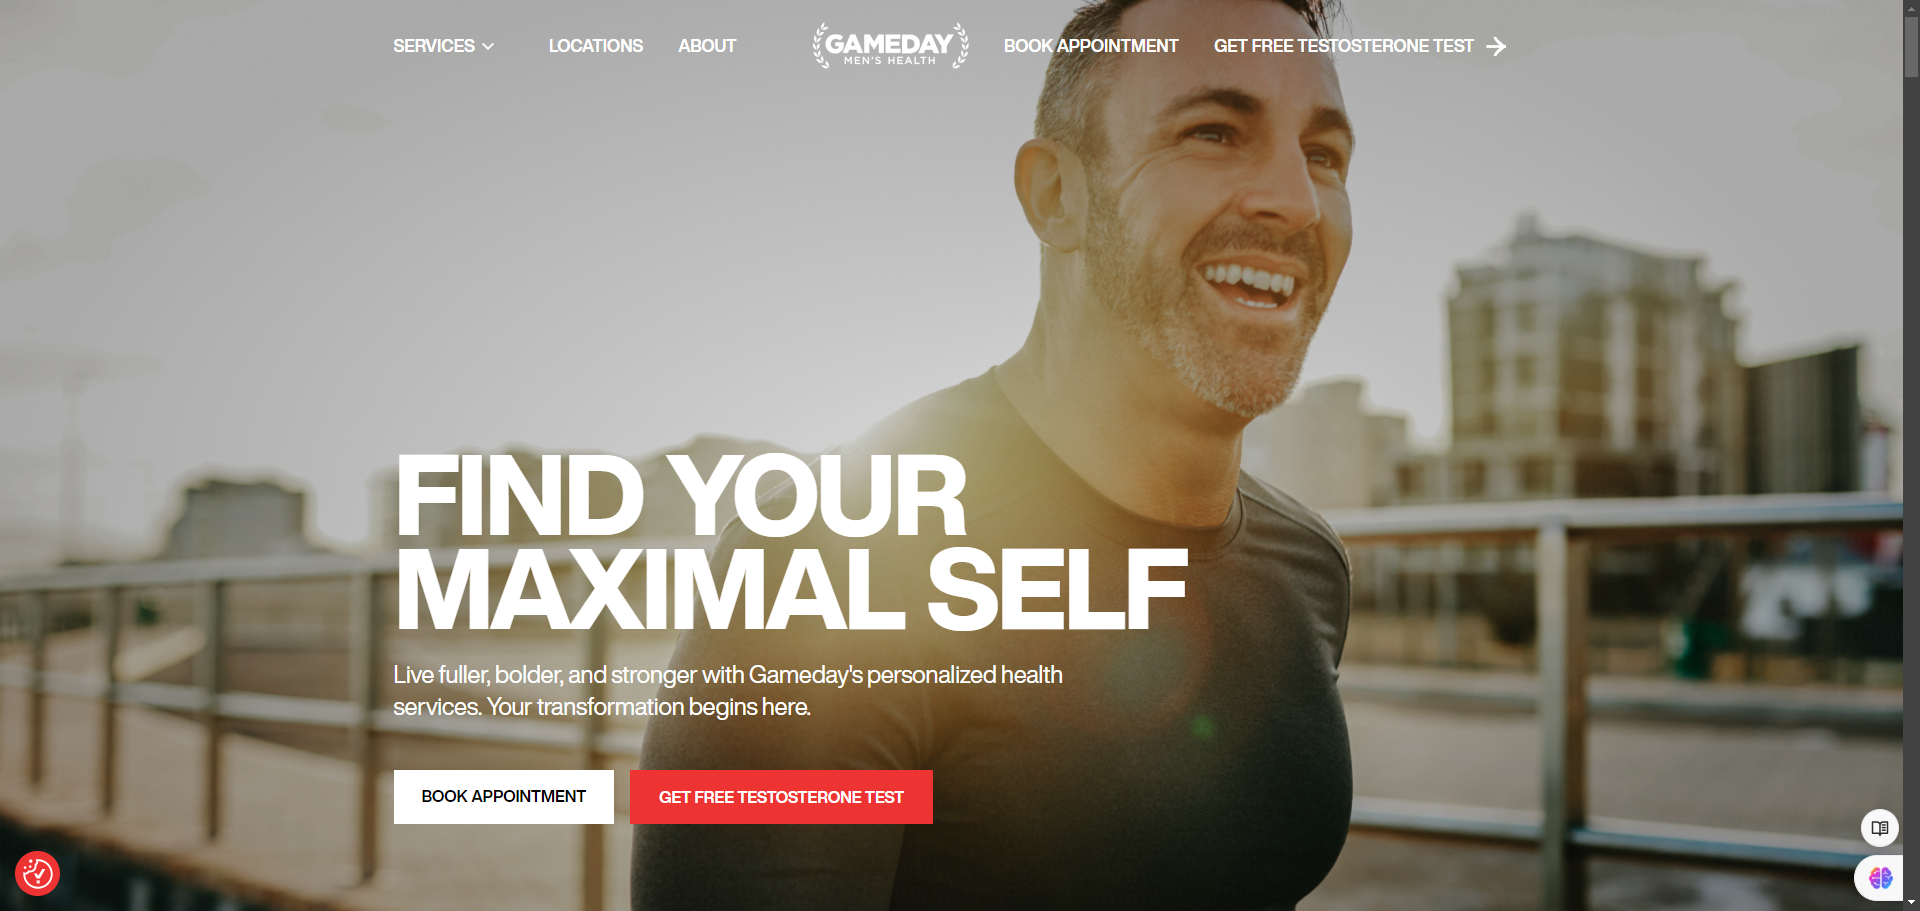 SERVICES
LOCATIONS
ABOUT
GAMEDAY
MEN'S HEALTH
BOOK APPOINTMENT
GET FREE TESTOSTERONE TEST
FIND YOUR
MAXIMAL SELF
Live fuller, bolder, and stronger with Gameday's personalized health
services. Your transformation begins here.
BOOK APPOINTMENT
GET FREE TESTOSTERONE TEST